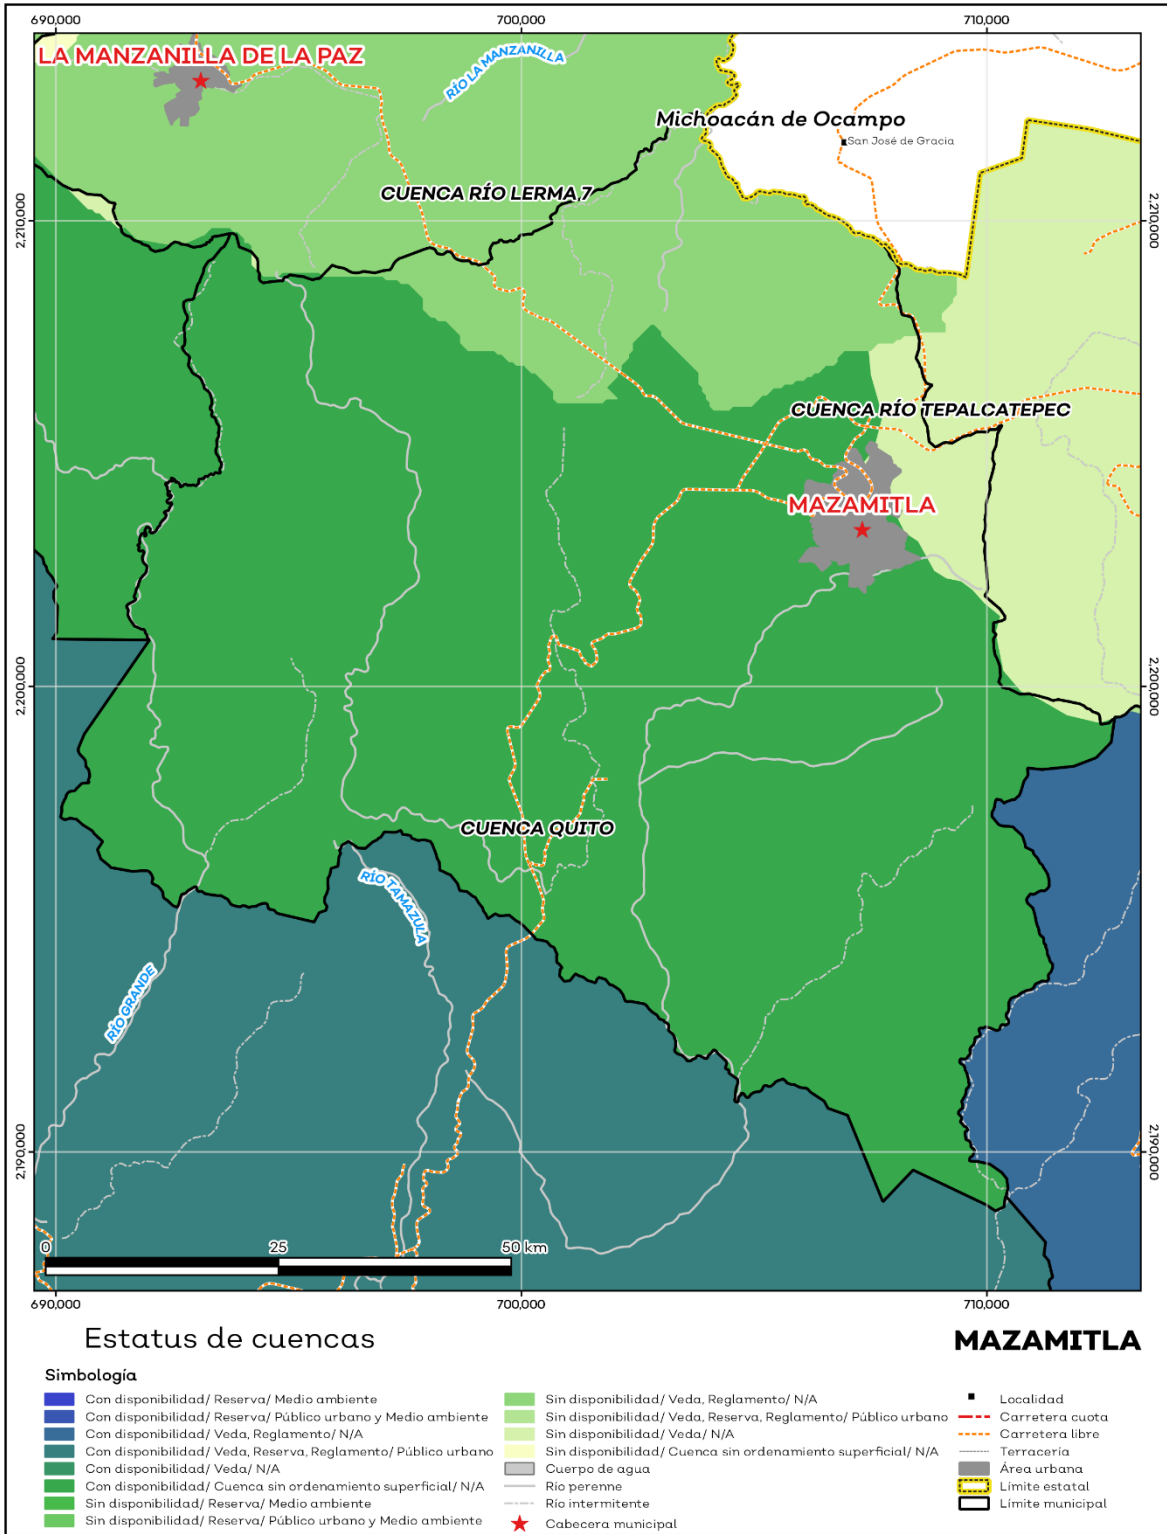 690,000
700,000
710,000
LA MANZANILLA DE LA PAZ
RÍO LA MANZANILLA
Michoacán de Ocampo
San José de Gracia
CUENCA RÍO LERMA 7
2,210,000
2,210,000
CUENCA RÍO TEPALCATEPEC
MAZAMITLA
2,200,000
2,200,000
CUENCA QUITO
RÍO TAMAZULA
RÍO GRANDE
2,190,000
2,190,000
0
25
50 km
690,000
700,000
710,000
Estatus de cuencas
MAZAMITLA
Simbología
Con disponibilidad/ Reserva/ Medio ambiente
Con disponibilidad/ Reserva/ Público urbano y Medio ambiente
Con disponibilidad/ Veda, Reglamento/ N/A
Con disponibilidad/ Veda, Reserva, Reglamento/ Público urbano
Con disponibilidad/ Veda/ N/A
Con disponibilidad/ Cuenca sin ordenamiento superficial/ N/A
Sin disponibilidad/ Reserva/ Medio ambiente
Sin disponibilidad/ Reserva/ Público urbano y Medio ambiente
Sin disponibilidad/ Veda, Reglamento/ N/A
Sin disponibilidad/ Veda, Reserva, Reglamento/ Público urbano
Sin disponibilidad/ Veda/ N/A
Sin disponibilidad/ Cuenca sin ordenamiento superficial/ N/A
Cuerpo de agua
Río perenne
Río intermitente
Cabecera municipal
Localidad
Carretera cuota
Carretera libre
Terracería
Área urbana
Límite estatal
Límite municipal